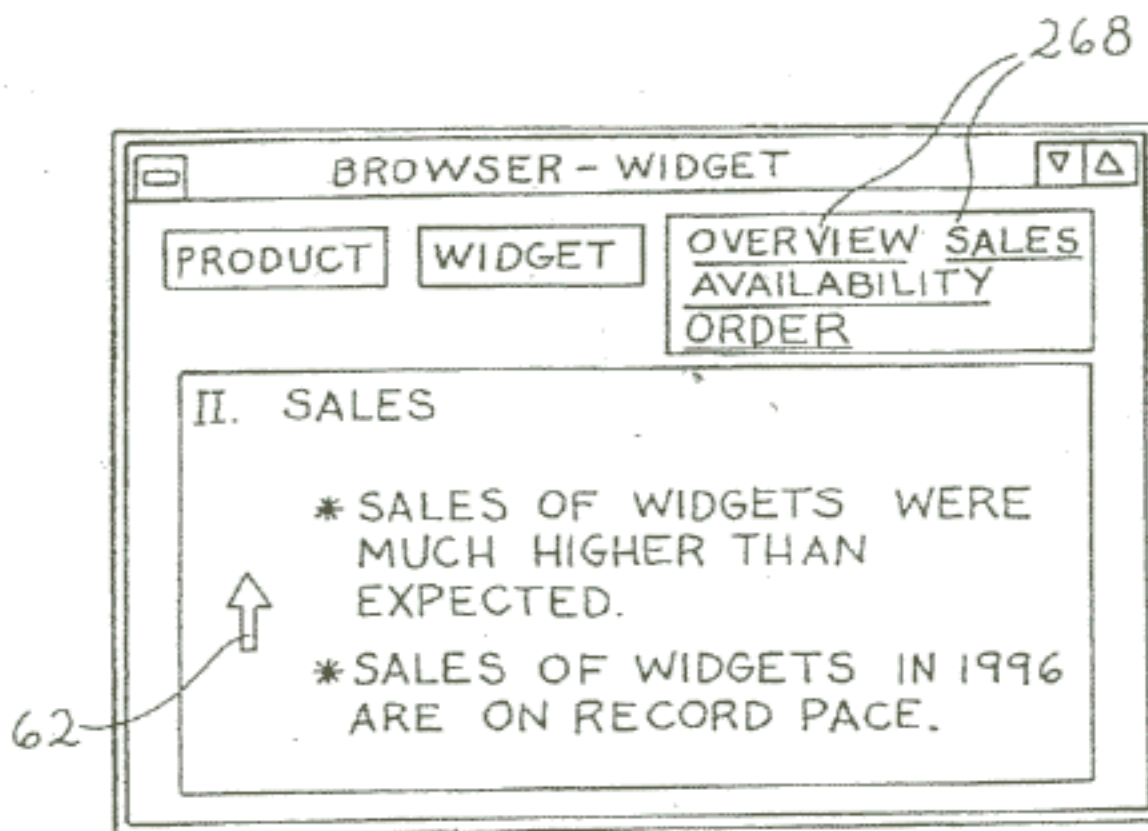 268
BROWSER - WIDGET
PRODUCT WIDGET OVERVIEW SALES
AVAILABILITY
ORDER
II. SALES
* SALES OF WIDGETS WERE
MUCH HIGHER THAN
EXPECTED.
* SALES OF WIDGETS IN 1996
ARE ON RECORD PACE.
62